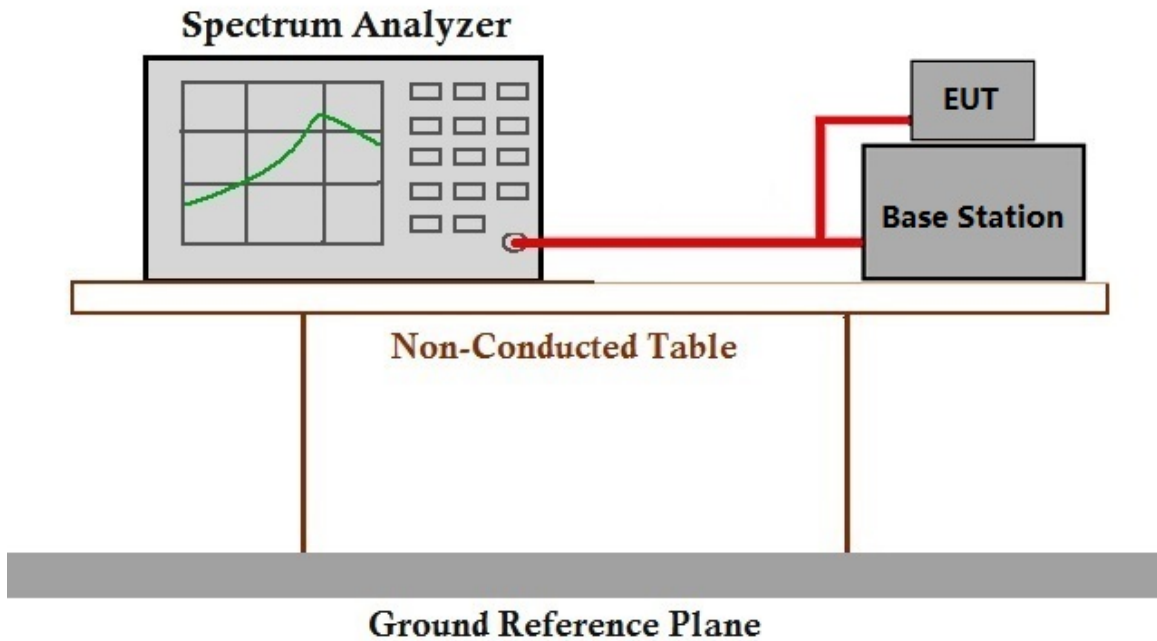 Spectrum Analyzer
EUT
Base Station
Non-Conducted Table
Ground Reference Plane